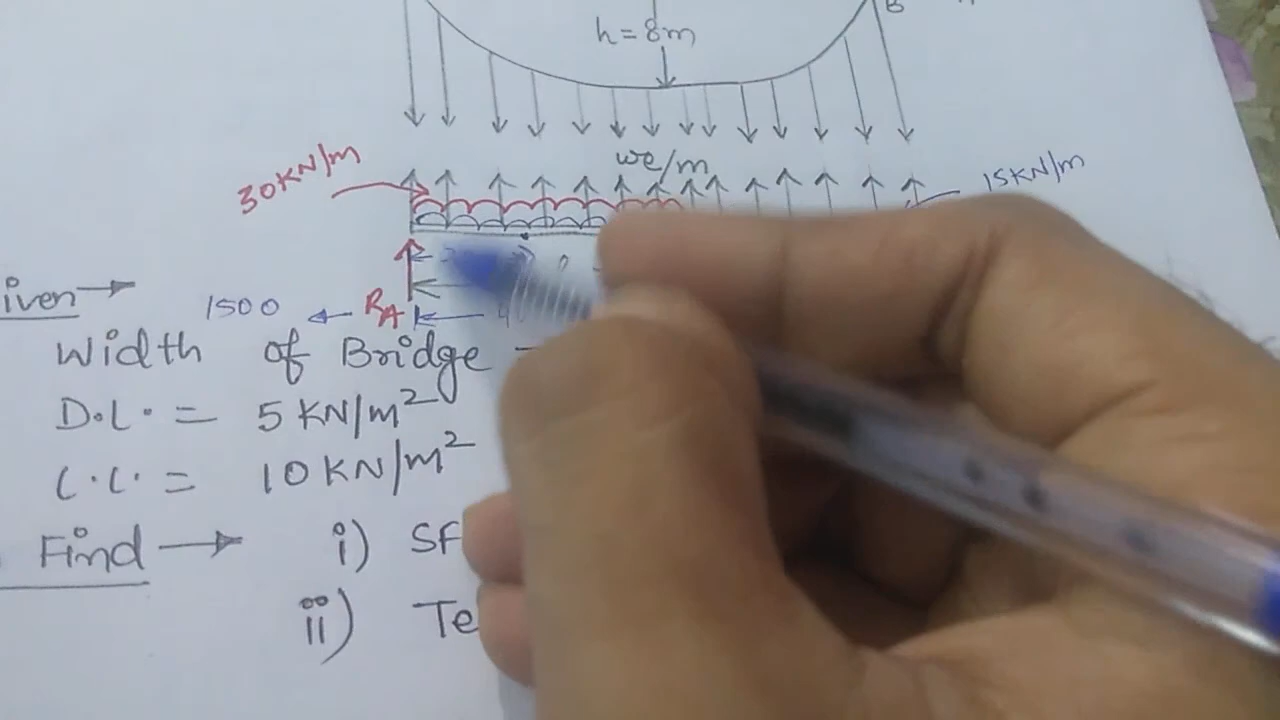 B
h = 8m
we/m
30KN/m
15KN/m
iven →
1500 ← RA
Width of Bridge
D.L. = 5 KN/m²
L.L. = 10 KN/m²
Find → i) SF
ii) Te